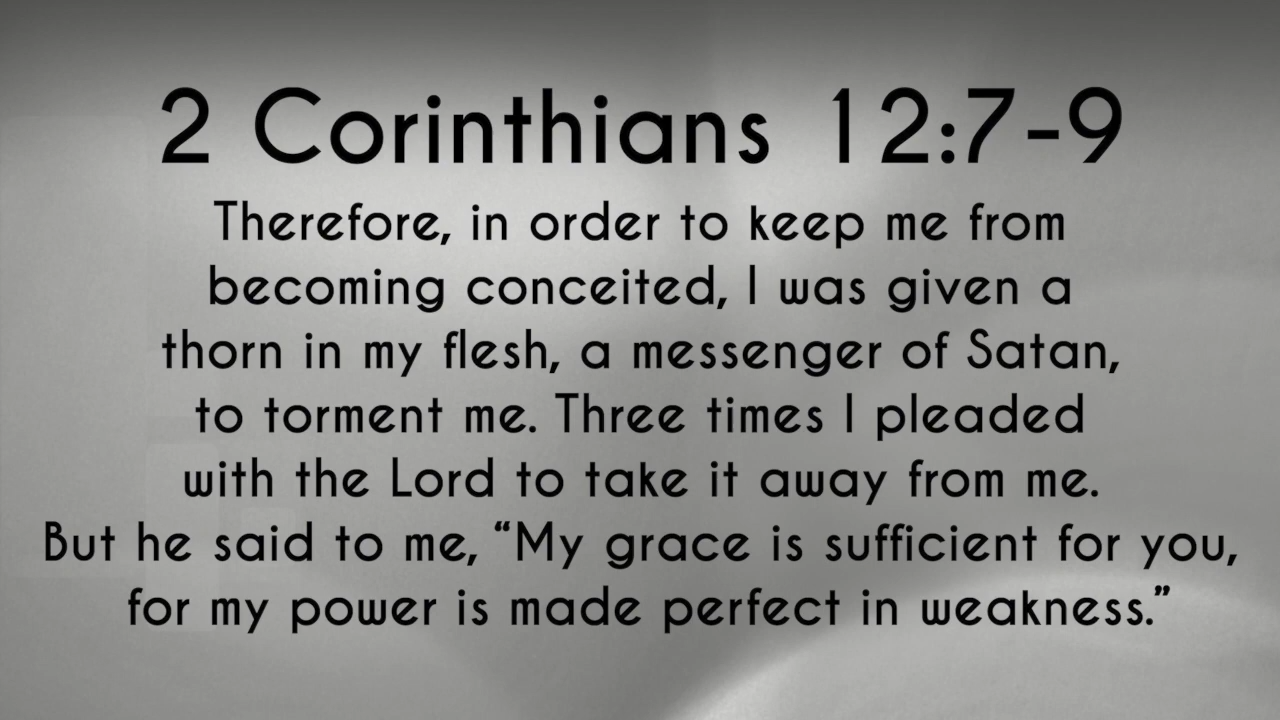 2 Corinthians 12:7-9
Therefore, in order to keep me from
becoming conceited, I was given a
thorn in my flesh, a messenger of Satan,
to torment me. Three times I pleaded
with the Lord to take it away from me.
But he said to me, “My grace is sufficient for you,
for my power is made perfect in weakness.”